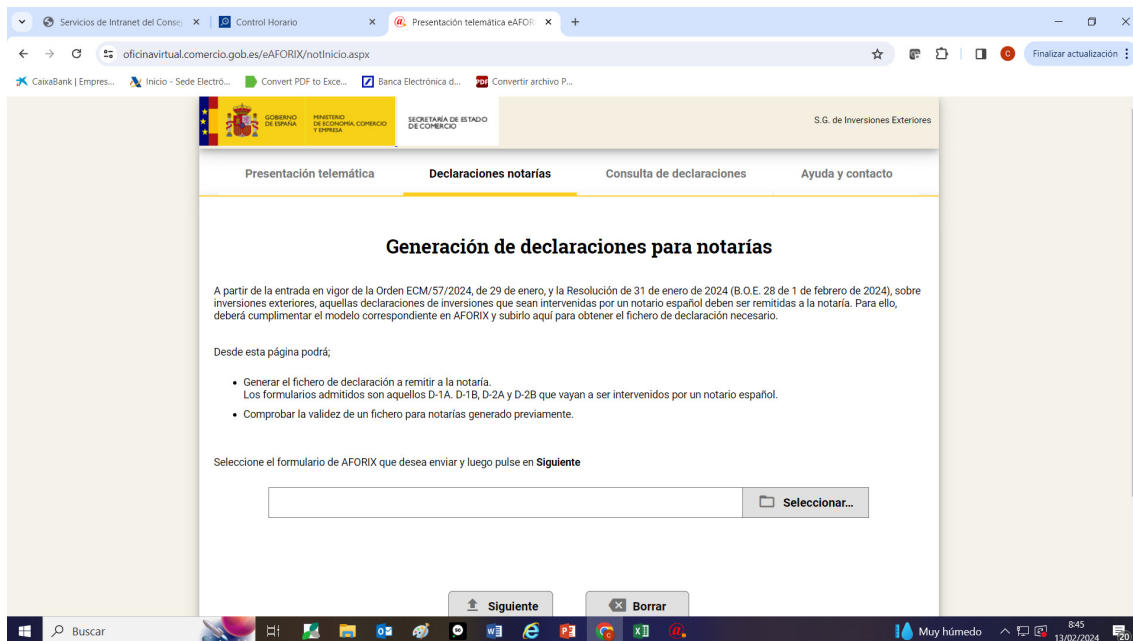 Servicios de Intranet del Conse
Control Horario
Presentación telemática eAFORI
oficinavirtual.comercio.gob.es/eAFORIX/notInicio.aspx
C
Finalizar actualización
CaixaBank | Empres...
Inicio - Sede Electró...
Convert PDF to Exce...
Banca Electrónica d...
PDF
Convertir archivo P...
GOBIERNO
DE ESPAÑA
MINISTERIO
DE ECONOMÍA, COMERCIO
Y EMPRESA
SECRETARÍA DE ESTADO
DE COMERCIO
S.G. de Inversiones Exteriores
Presentación telemática
Declaraciones notarías
Consulta de declaraciones
Ayuda y contacto
Generación de declaraciones para notarías
A partir de la entrada en vigor de la Orden ECM/57/2024, de 29 de enero, y la Resolución de 31 de enero de 2024 (B.O.E. 28 de 1 de febrero de 2024), sobre
inversiones exteriores, aquellas declaraciones de inversiones que sean intervenidas por un notario español deben ser remitidas a la notaría. Para ello,
deberá cumplimentar el modelo correspondiente en AFORIX y subirlo aquí para obtener el fichero de declaración necesario.
Desde esta página podrá;
• Generar el fichero de declaración a remitir a la notaría.
Los formularios admitidos son aquellos D-1A. D-1B, D-2A y D-2B que vayan a ser intervenidos por un notario español.
• Comprobar la validez de un fichero para notarías generado previamente.
Seleccione el formulario de AFORIX que desea enviar y luego pulse en Siguiente
Seleccionar...
Siguiente
Borrar
Buscar
Muy húmedo
8:45
13/02/2024
20